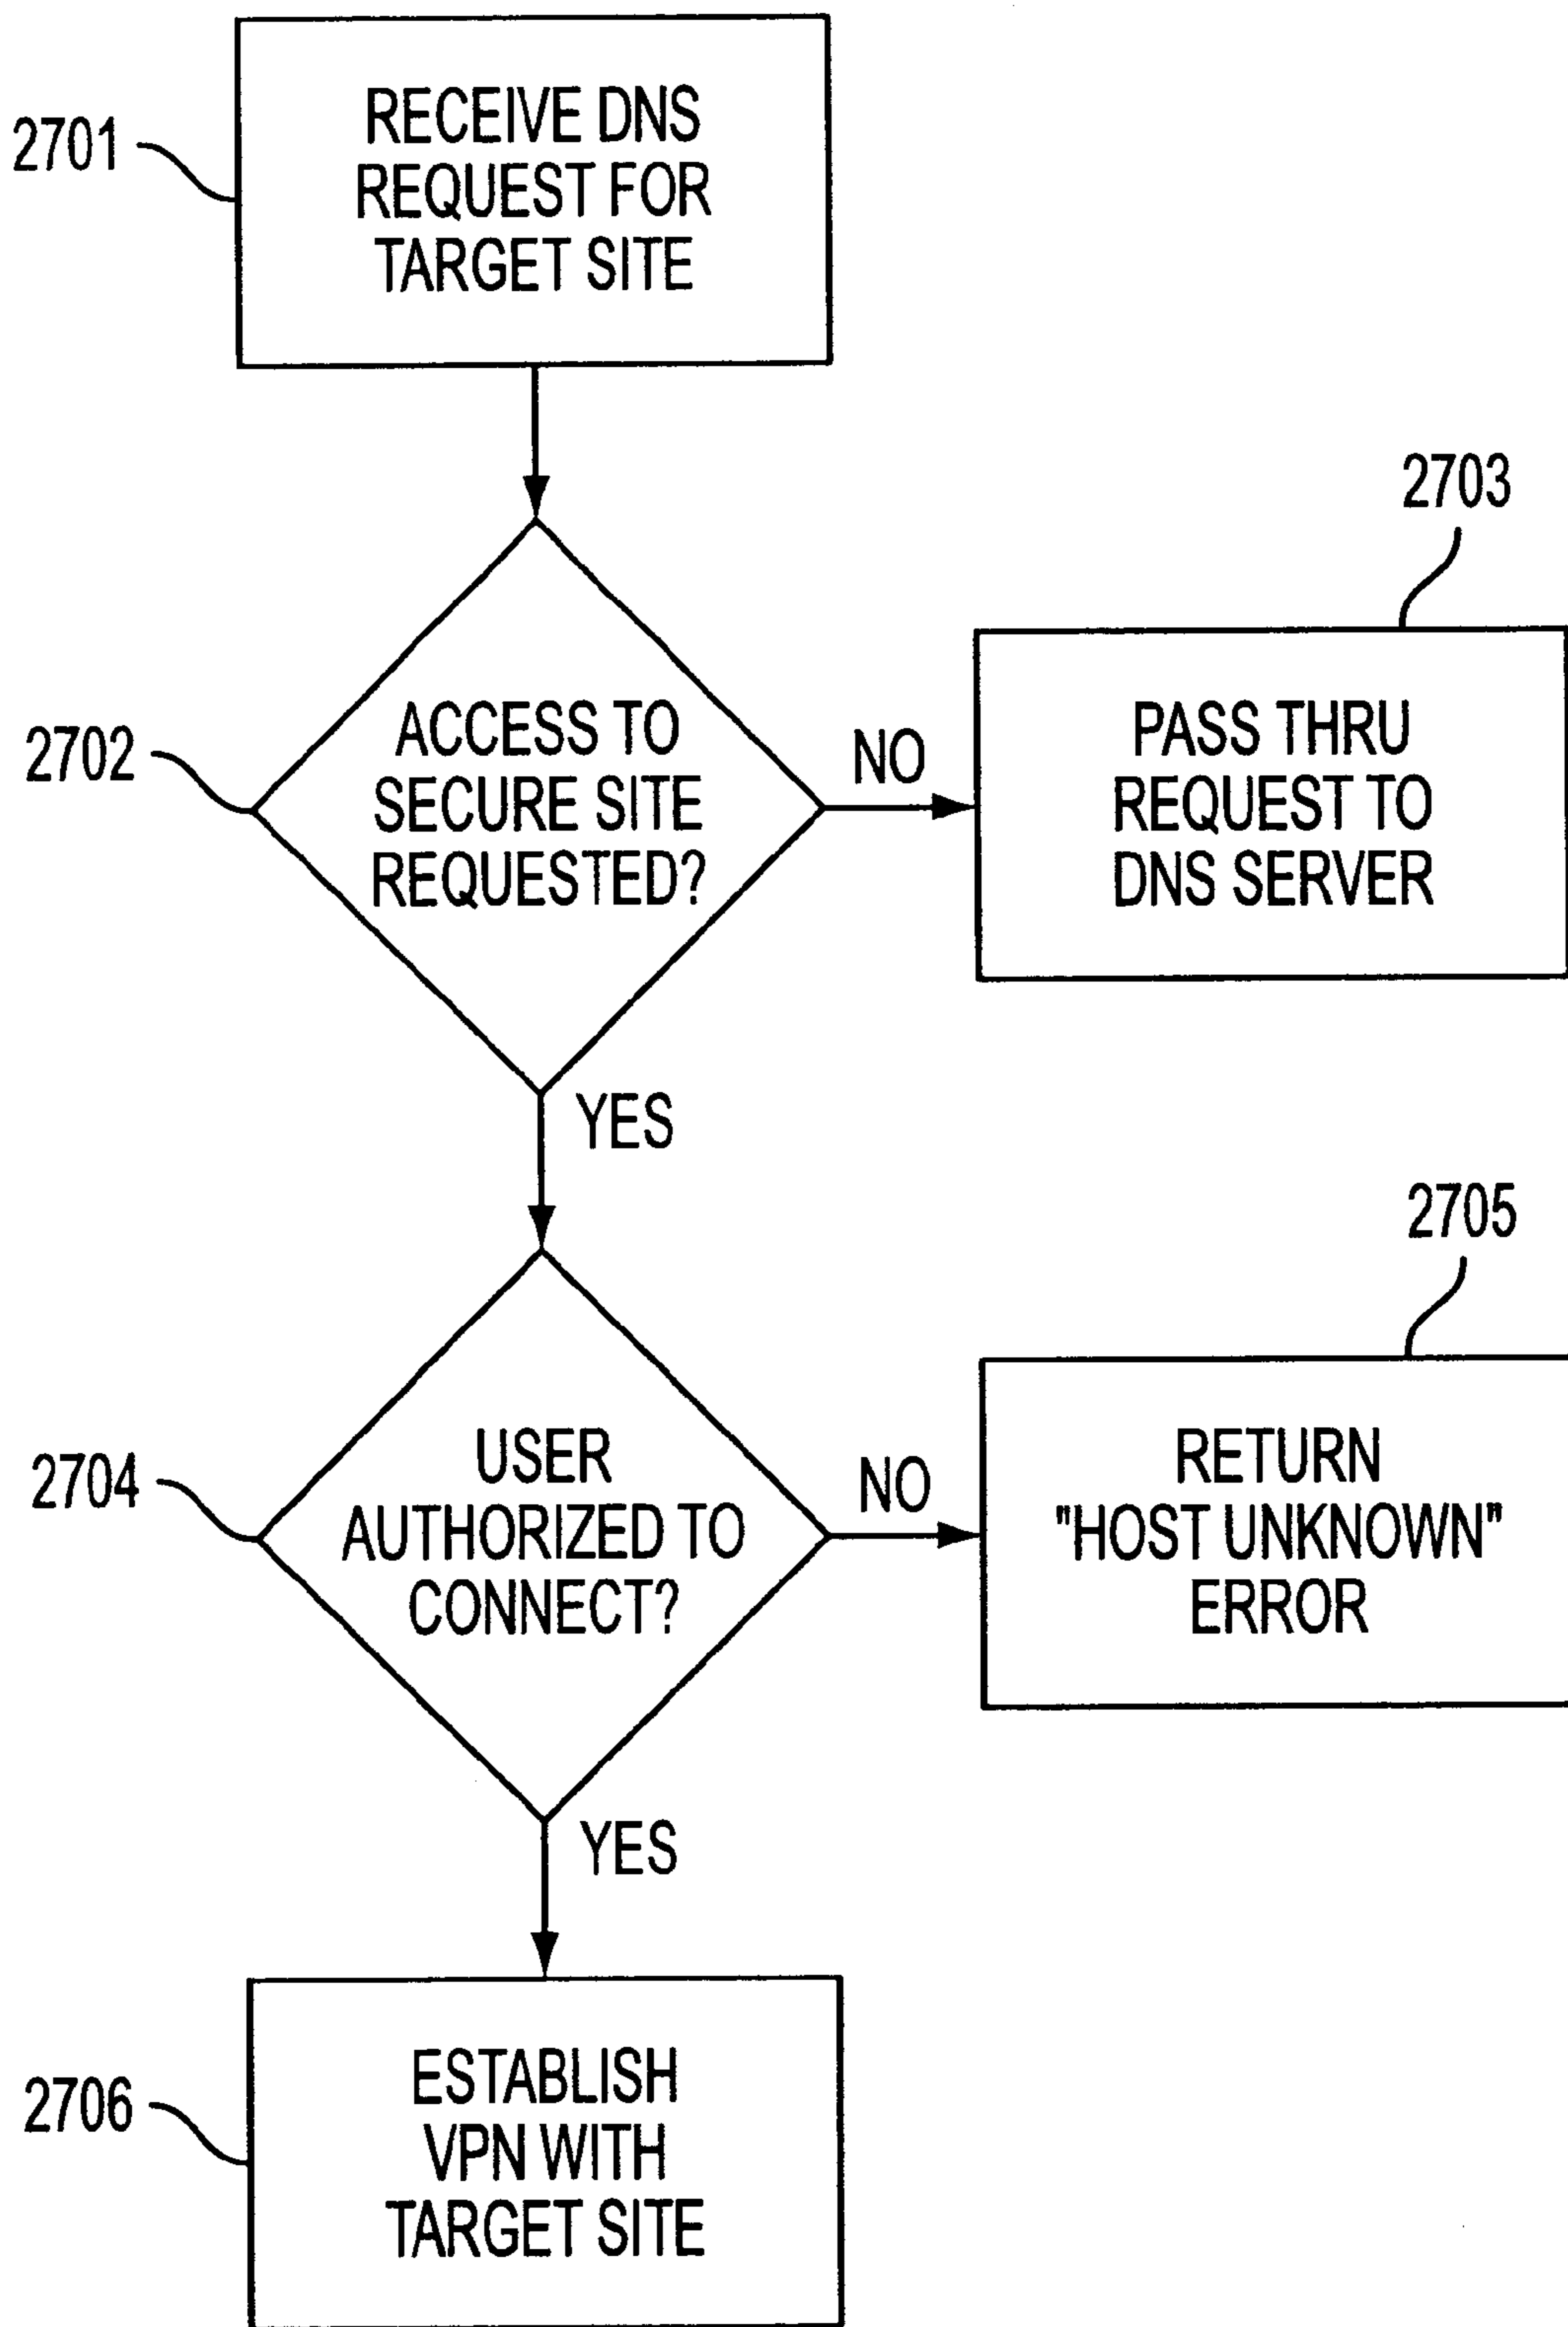 2701
RECEIVE DNS
REQUEST FOR
TARGET SITE
2702
ACCESS TO
SECURE SITE
REQUESTED?
NO
2703
PASS THRU
REQUEST TO
DNS SERVER
YES
2704
USER
AUTHORIZED TO
CONNECT?
NO
2705
RETURN
"HOST UNKNOWN"
ERROR
YES
2706
ESTABLISH
VPN WITH
TARGET SITE